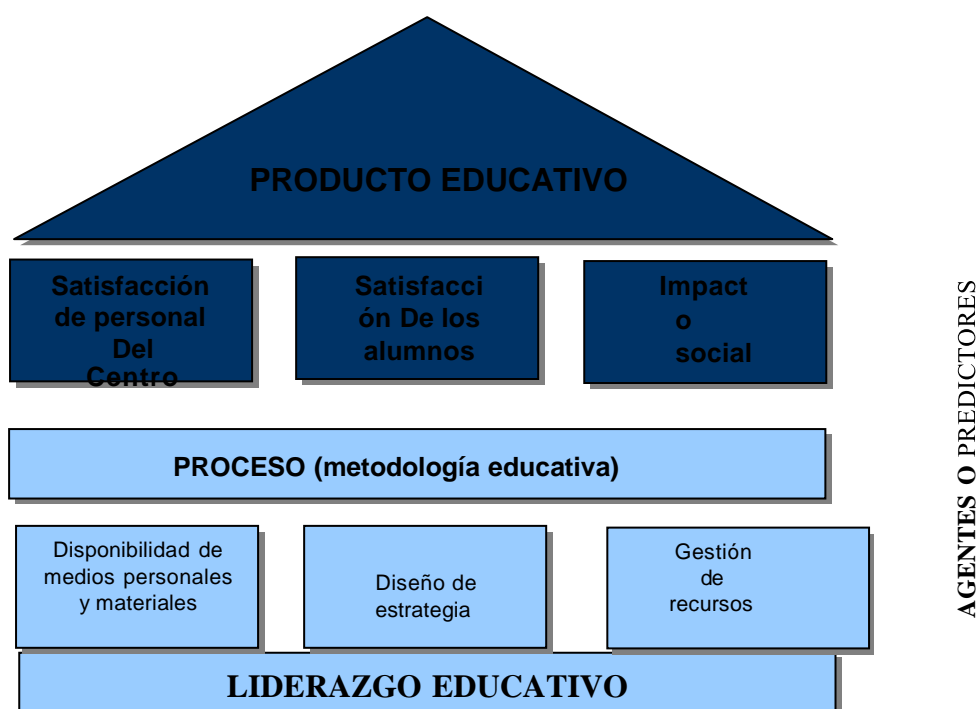 PRODUCTO EDUCATIVO
Satisfacción
de personal
Del
Centro
Satisfacci
ón De los
alumnos
Impact
o
social
PROCESO (metodología educativa)
Disponibilidad de
medios personales
y materiales
Diseño de
estrategia
Gestión
de
recursos
LIDERAZGO EDUCATIVO
AGENTES O PREDICTORES